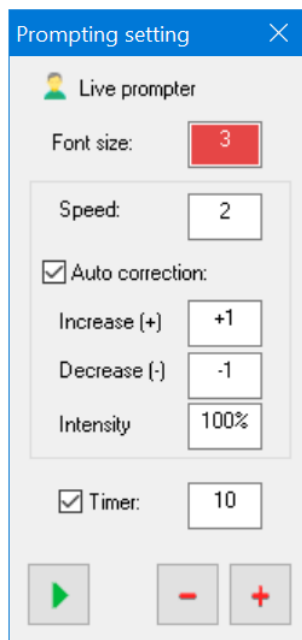 Prompting setting
Live prompter
Font size: 3
Speed: 2
Auto correction:
Increase (+) +1
Decrease (-) -1
Intensity 100%
Timer: 10